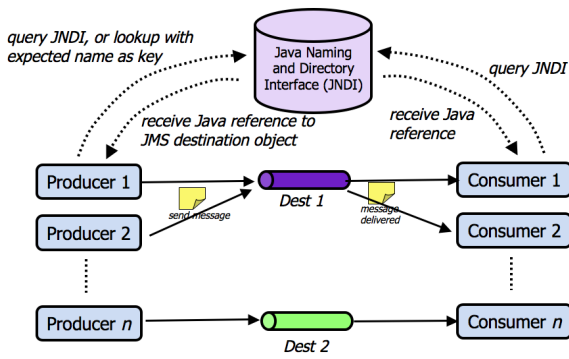 query JNDI, or lookup with
expected name as key
Java Naming
and Directory
Interface (JNDI)
query JNDI
receive Java reference to
JMS destination object
receive Java
reference
Producer 1
send message
Dest 1
message
delivered
Consumer 1
Producer 2
Consumer 2
Producer n
Dest 2
Consumer n